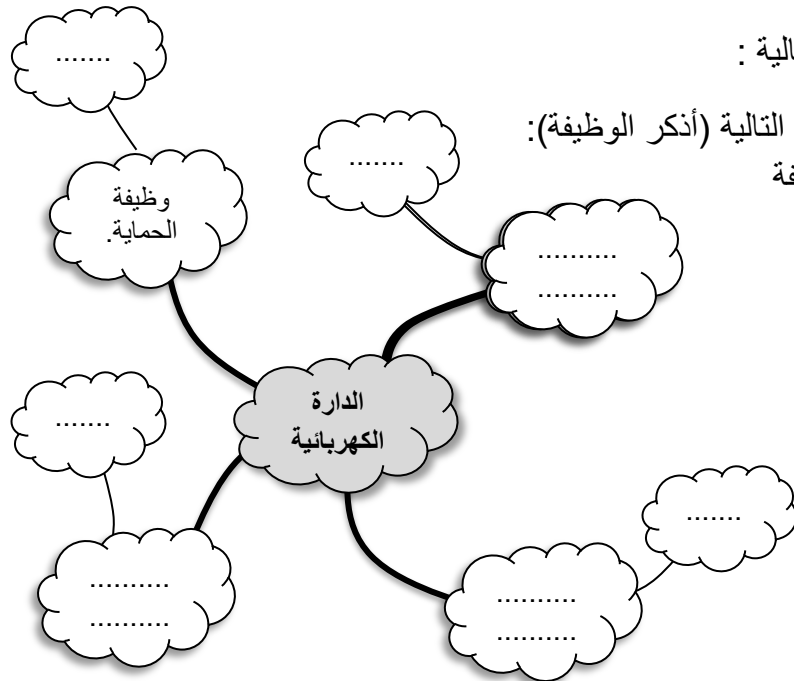 الية :
التالية (أذكر الوظيفة):
فة
.......
وظيفة
الحماية.
.......
..........
..........
الدارة
الكهربائية
.......
..........
..........
.......
..........
..........